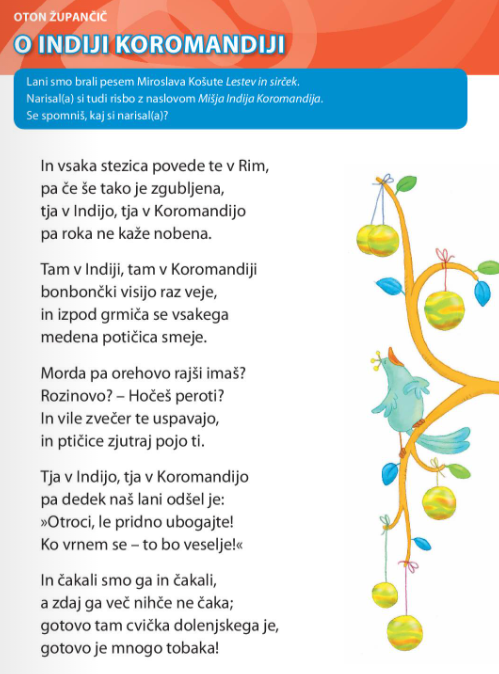 OTON ŽUPANČIČ
O INDIJI KOROMANDIJI
Lani smo brali pesem Miroslava Košute Lestev in sirček.
Narisal(a) si tudi risbo z naslovom Mišja Indija Koromandija.
Se spomniš, kaj si narisal(a)?
In vsaka stezica povede te v Rim,
pa če še tako je zgubljena,
tja v Indijo, tja v Koromandijo
pa roka ne kaže nobena.
Tam v Indiji, tam v Koromandiji
bonbončki visijo raz veje,
in izpod grmiča se vsakega
medena potičica smeje.
Morda pa orehovo rajši imaš?
Rozinovo? – Hočeš peroti?
In vile zvečer te uspavajo,
in ptičice zjutraj pojo ti.
Tja v Indijo, tja v Koromandijo
pa dedek naš lani odšel je:
»Otroci, le pridno ubogajte!
Ko vrnem se – to bo veselje!«
In čakali smo ga in čakali,
a zdaj ga več nihče ne čaka;
gotovo tam cvička dolenjskega je,
gotovo je mnogo tobaka!